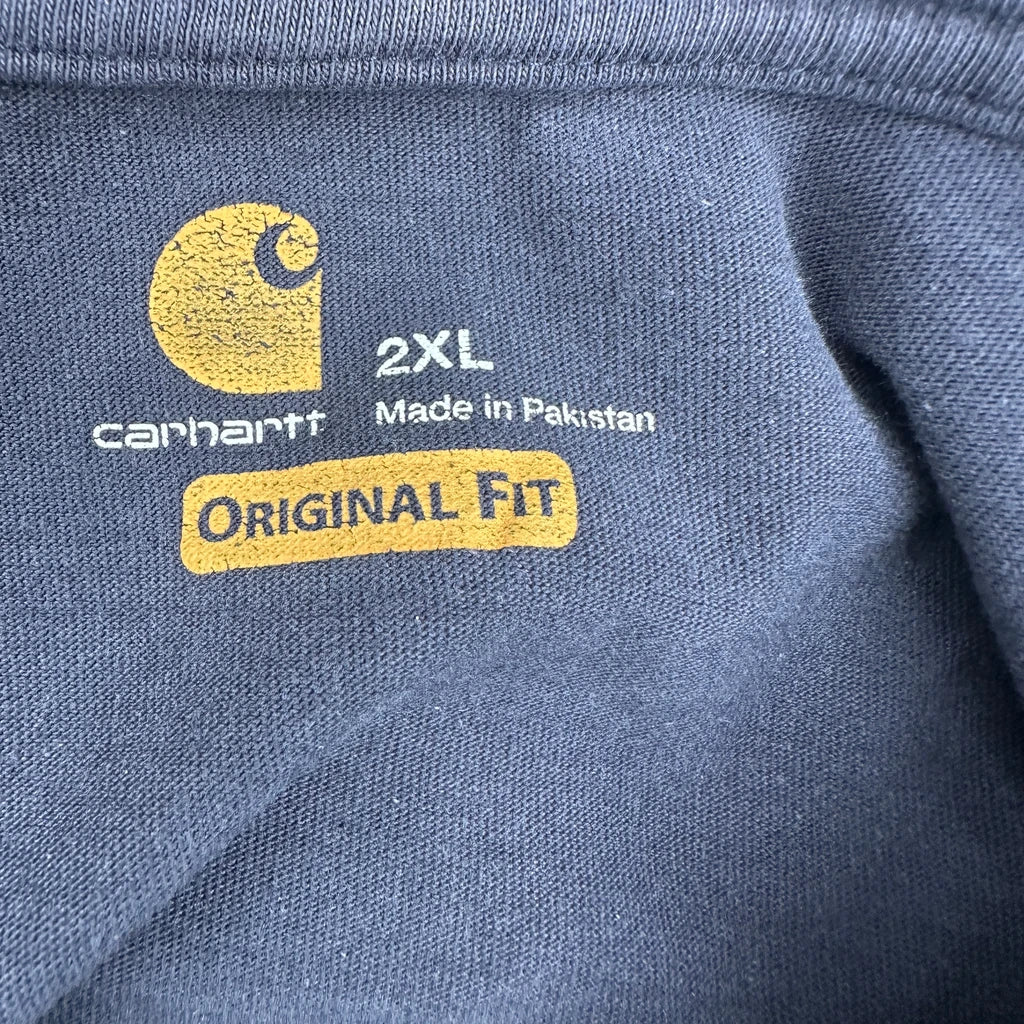 2XL
carhartt
Made in Pakistan
ORIGINAL FIT